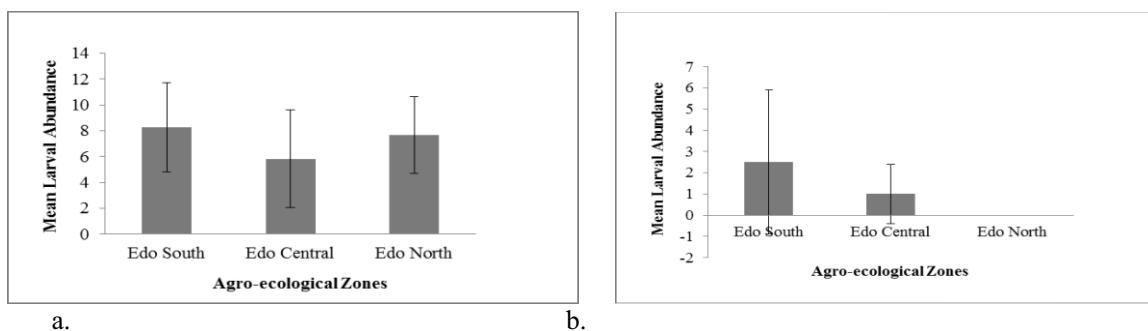 Mean Larval Abundance
14
12
10
8
6
4
2
0
Edo South Edo Central Edo North
Agro-ecological Zones
a.
Mean Larval Abundance
7
6
5
4
3
2
1
0
-1
-2
Edo South Edo Central Edo North
Agro-ecological Zones
b.